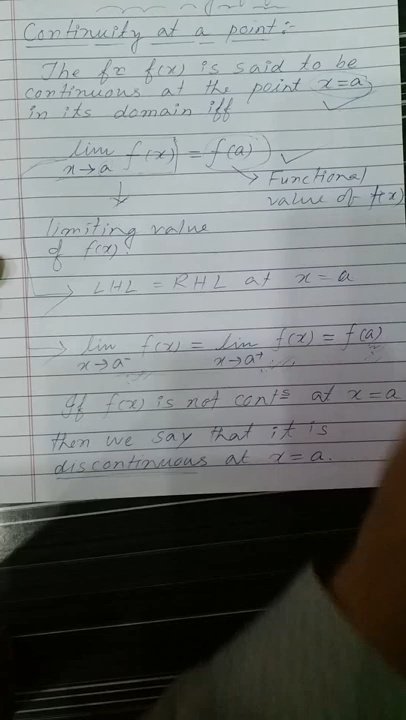 Continuity at a point:-
The fx f(x) is said to be
continuous at the point x=a
in its domain iff
lim x→a f(x) = f(a)
→ Functional
value of f(x)
limiting value
of f(x).
→ LHL = RHL at x = a
→ lim x→a⁻ f(x) = lim x→a⁺ f(x) = f(a)
If f(x) is not conts at x = a
then we say that it is
discontinuous at x = a.